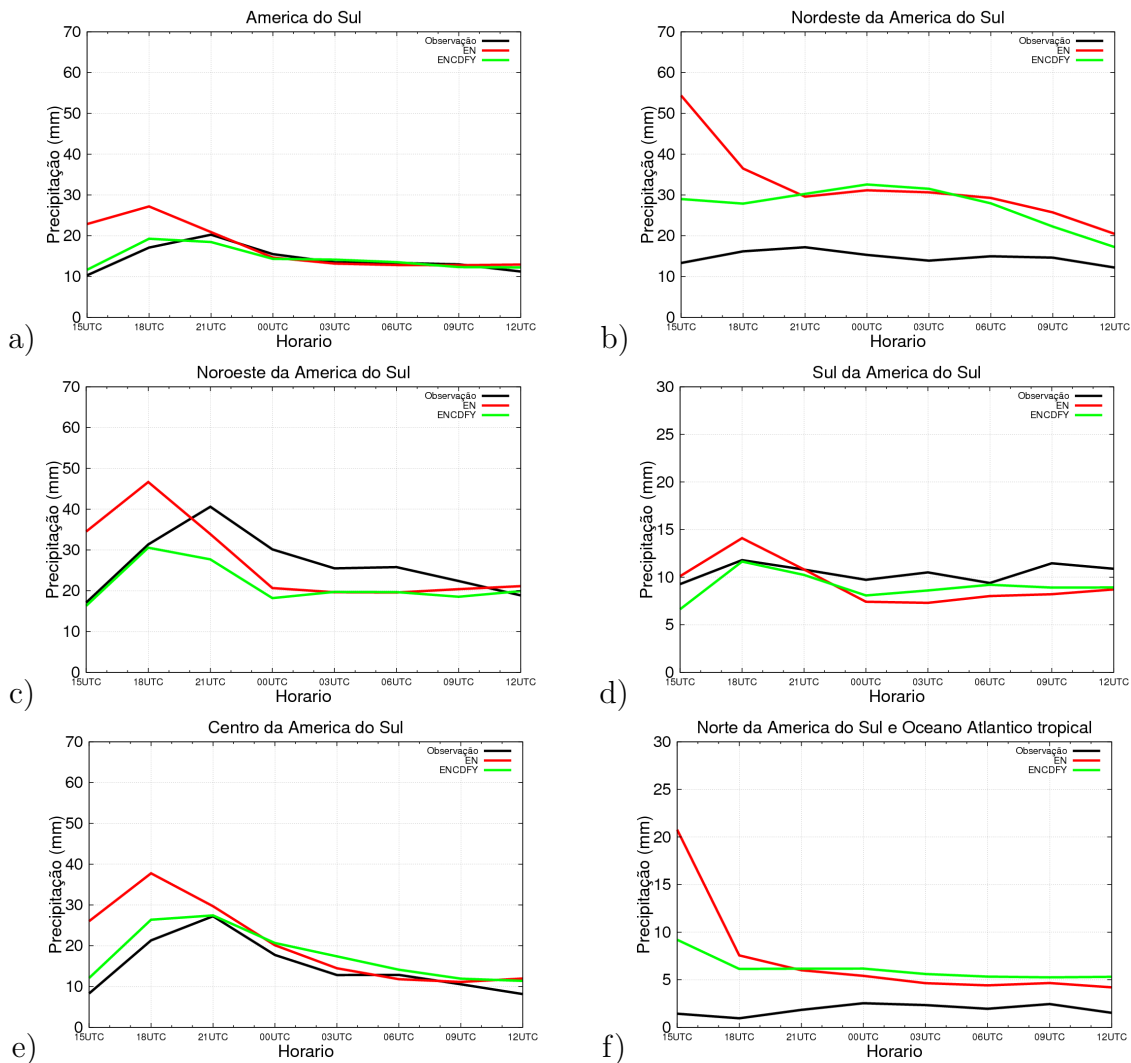 America do Sul
Observação
EN
ENCDFY
Precipitação (mm)
70
60
50
40
30
20
10
0
15UTC 18UTC 21UTC 00UTC 03UTC 06UTC 09UTC 12UTC
Horario
a)
Nordeste da America do Sul
Observação
EN
ENCDFY
Precipitação (mm)
70
60
50
40
30
20
10
0
15UTC 18UTC 21UTC 00UTC 03UTC 06UTC 09UTC 12UTC
Horario
b)
Noroeste da America do Sul
Observação
EN
ENCDFY
Precipitação (mm)
70
60
50
40
30
20
10
0
15UTC 18UTC 21UTC 00UTC 03UTC 06UTC 09UTC 12UTC
Horario
c)
Sul da America do Sul
Observação
EN
ENCDFY
Precipitação (mm)
30
25
20
15
10
5
0
15UTC 18UTC 21UTC 00UTC 03UTC 06UTC 09UTC 12UTC
Horario
d)
Centro da America do Sul
Observação
EN
ENCDFY
Precipitação (mm)
70
60
50
40
30
20
10
0
15UTC 18UTC 21UTC 00UTC 03UTC 06UTC 09UTC 12UTC
Horario
e)
Norte da America do Sul e Oceano Atlantico tropical
Observação
EN
ENCDFY
Precipitação (mm)
30
25
20
15
10
5
0
15UTC 18UTC 21UTC 00UTC 03UTC 06UTC 09UTC 12UTC
Horario
f)